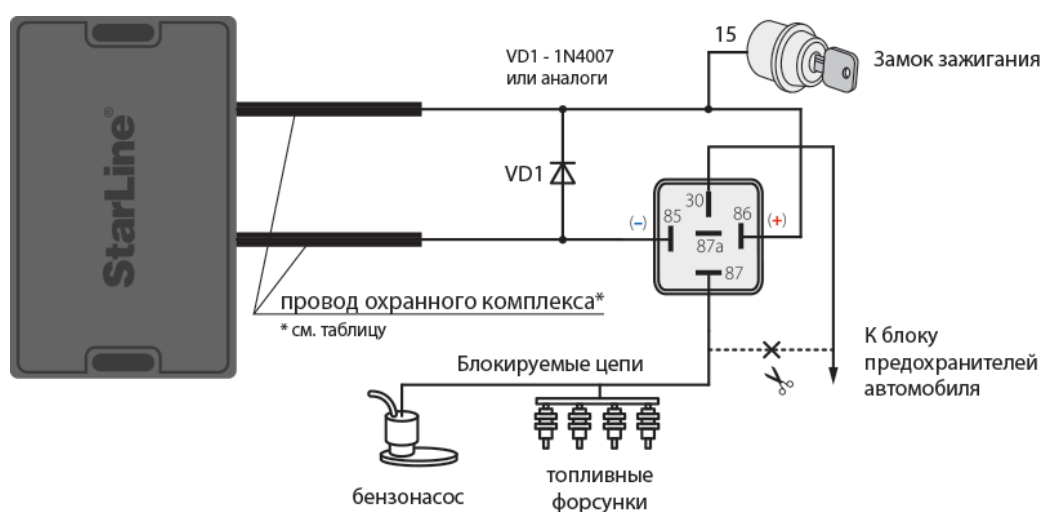 StarLine®
VD1 - 1N4007
или аналоги
15
Замок зажигания
VD1
30
(–)
85
86
(+)
87a
87
провод охранного комплекса*
* см. таблицу
К блоку
предохранителей
автомобиля
Блокируемые цепи
бензонасос
топливные
форсунки